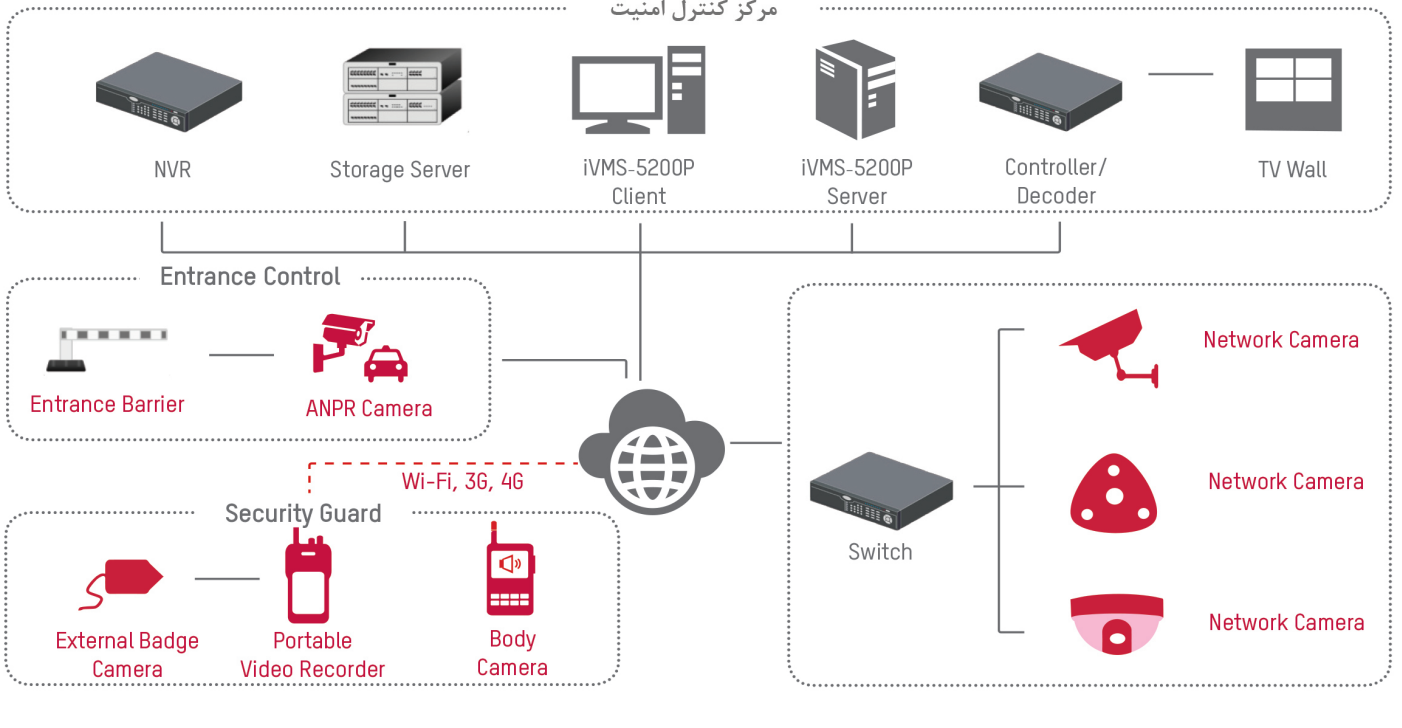 مرکز کنترل امنیت
NVR
Storage Server
iVMS-5200P
Client
iVMS-5200P
Server
Controller/
Decoder
TV Wall
Entrance Control
Entrance Barrier
ANPR Camera
Wi-Fi, 3G, 4G
Security Guard
External Badge
Camera
Portable
Video Recorder
Body
Camera
Switch
Network Camera
Network Camera
Network Camera